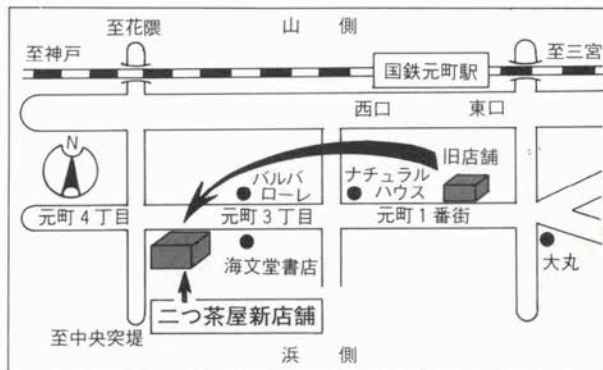 至花隈
山側
至神戸
至三宮
国鉄元町駅
西口
東口
N
旧店舗
バルバローレ
ナチュラルハウス
元町4丁目
元町3丁目
元町1番街
海文堂書店
大丸
二つ茶屋新店舗
至中央突堤
浜側